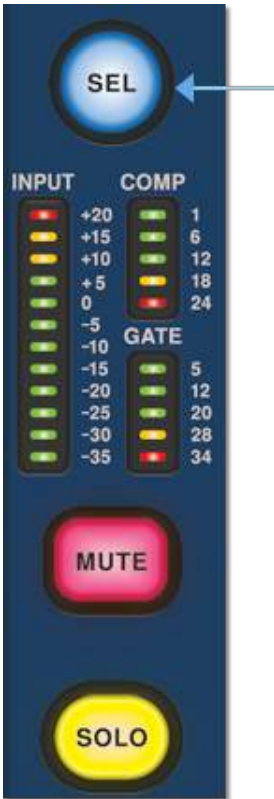 SEL
INPUT COMP
+20 1
+15 6
+10 12
+5 18
0 24
-5
-10 GATE
-15 5
-20 12
-25 20
-30 28
-35 34
MUTE
SOLO